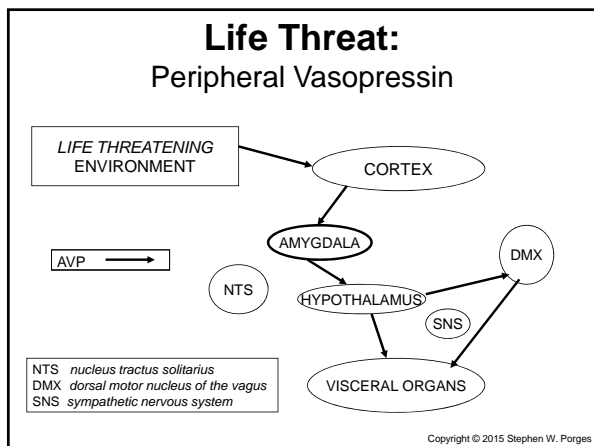 Life Threat:
Peripheral Vasopressin
LIFE THREATENING
ENVIRONMENT
CORTEX
AMYGDALA
DMX
AVP
NTS
HYPOTHALAMUS
SNS
NTS nucleus tractus solitarius
DMX dorsal motor nucleus of the vagus
SNS sympathetic nervous system
VISCERAL ORGANS
Copyright © 2015 Stephen W. Porges